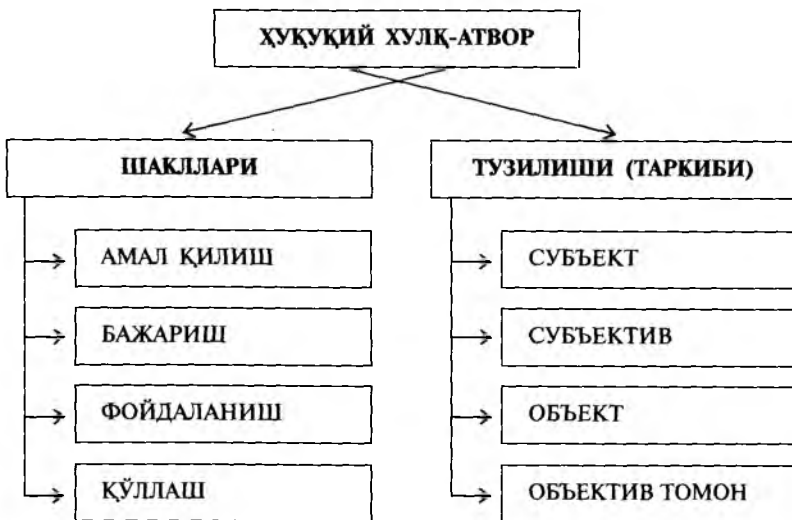 ҲУҚУҚИЙ ХУЛҚ-АТВОР
ШАКЛЛАРИ
АМАЛ ҚИЛИШ
БАЖАРИШ
ФОЙДАЛАНИШ
ҚЎЛЛАШ
ТУЗИЛИШИ (ТАРКИБИ)
СУБЪЕКТ
СУБЪЕКТИВ
ОБЪЕКТ
ОБЪЕКТИВ ТОМОН